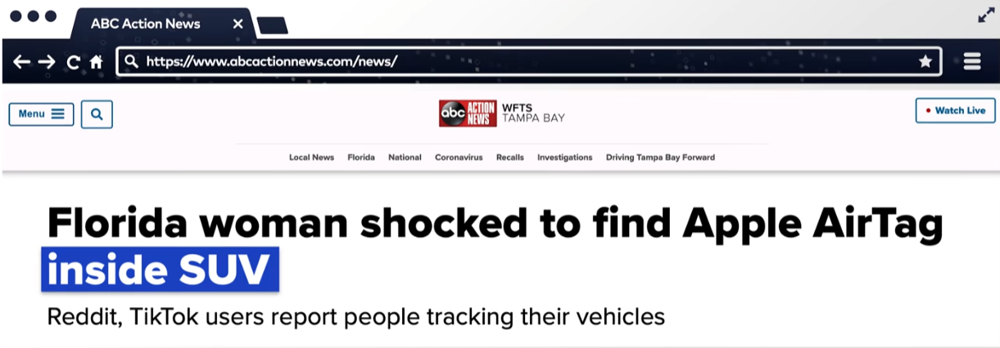 ABC Action News
https://www.abcactionnews.com/news/
Menu
abc ACTION NEWS
WFTS
TAMPA BAY
Watch Live
Local News Florida National Coronavirus Recalls Investigations Driving Tampa Bay Forward
Florida woman shocked to find Apple AirTag
inside SUV
Reddit, TikTok users report people tracking their vehicles